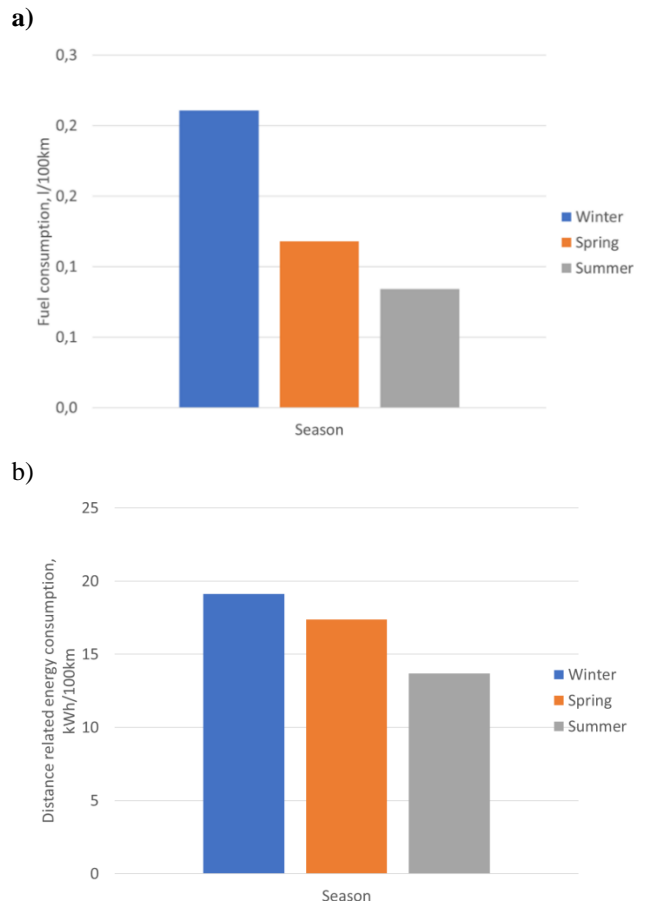 a)
0,3
0,2
0,2
0,1
0,1
0,0
Fuel consumption, l/100km
Season
Winter
Spring
Summer
b)
25
20
15
10
5
0
Distance related energy consumption,
kWh/100km
Season
Winter
Spring
Summer